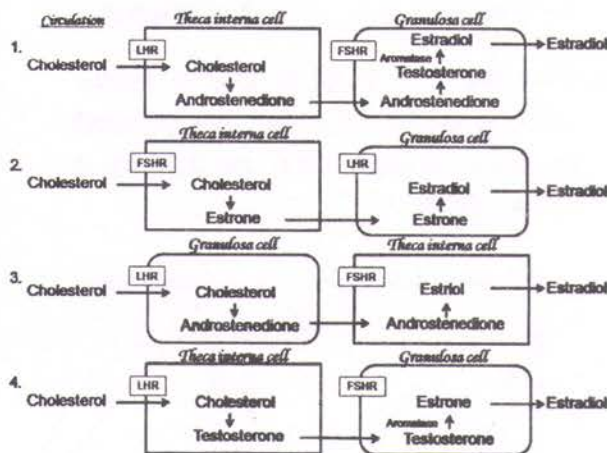 Circulation Theca interna cell Granulosa cell
1. LHR FSHR Estradiol Estradiol
Cholesterol Cholesterol Aromatase Testosterone
Androstenedione Androstenedione
Theca interna cell Granulosa cell
2. FSHR LHR
Cholesterol Cholesterol Estradiol Estradiol
Estrone Estrone
Granulosa cell Theca interna cell
3. LHR FSHR
Cholesterol Cholesterol Estriol Estradiol
Androstenedione Androstenedione
Theca interna cell Granulosa cell
4. LHR FSHR
Cholesterol Cholesterol Estrone Estradiol
Testosterone Aromatase Testosterone